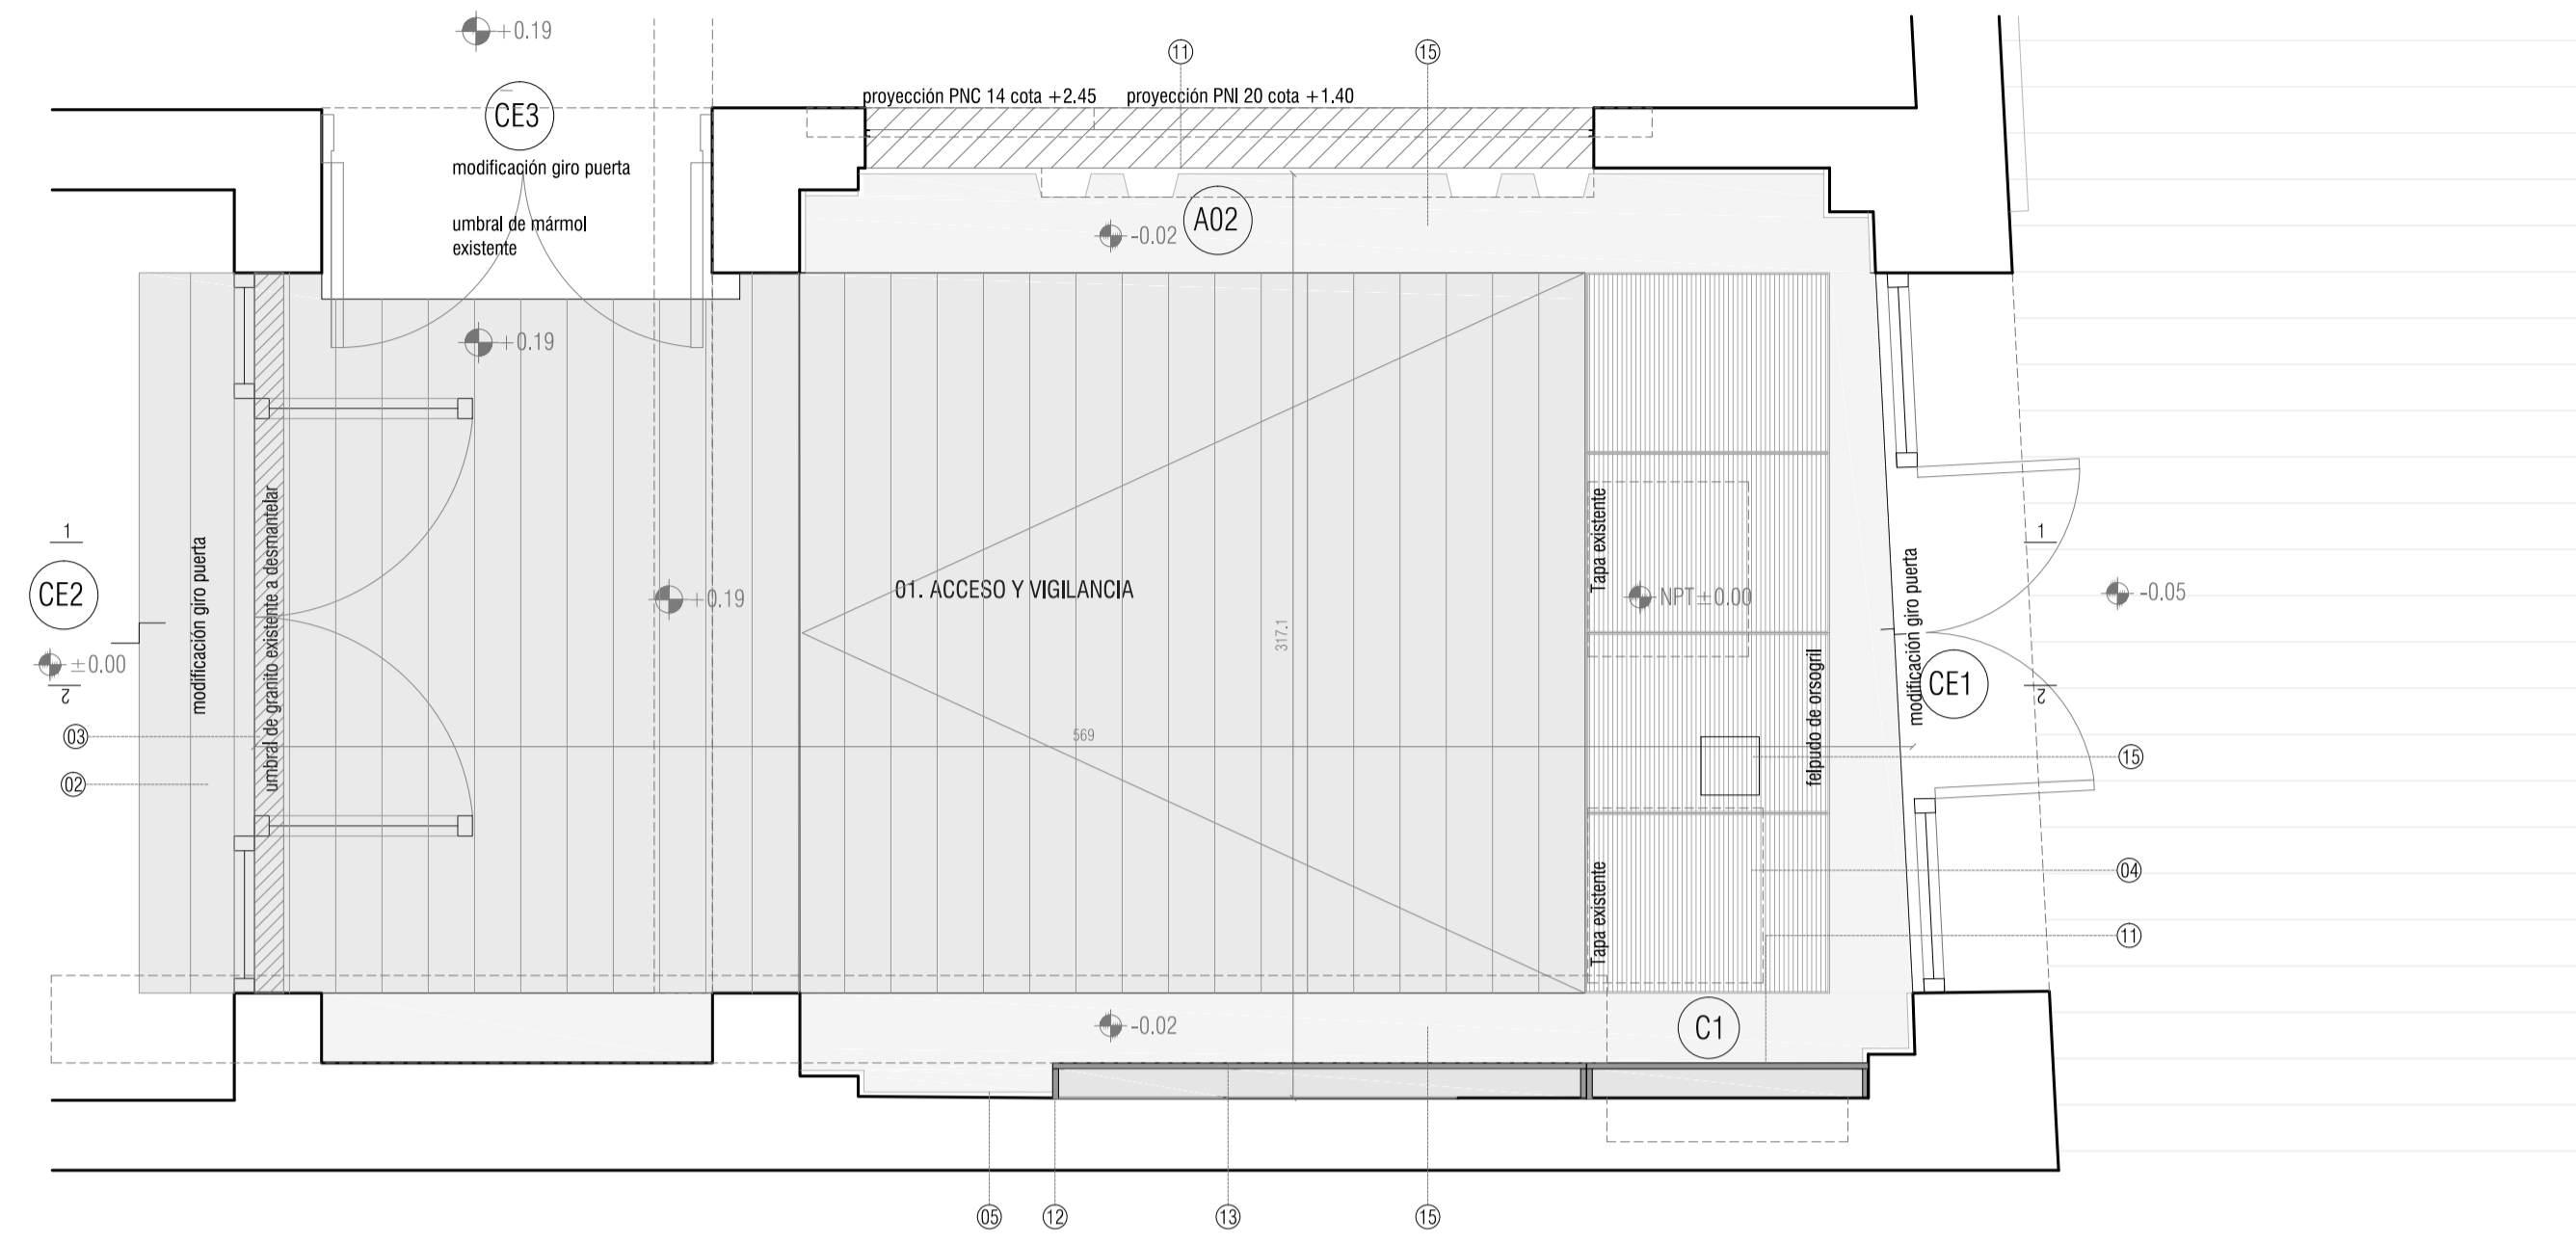 +0.19
11
15
proyección PNC 14 cota +2.45
proyección PNI 20 cota +1.40
CE3
modificación giro puerta
umbral de mármol
existente
A02
-0.02
+0.19
1
CE2
±0.00
2
modificación giro puerta
umbral de granito existente a desmantelar
03
02
+0.19
01. ACCESO Y VIGILANCIA
317.1
569
Tapa existente
NPT±0.00
felpudo de orsogril
Tapa existente
modificación giro puerta
CE1
1
2
-0.05
15
04
11
-0.02
C1
05
12
13
15